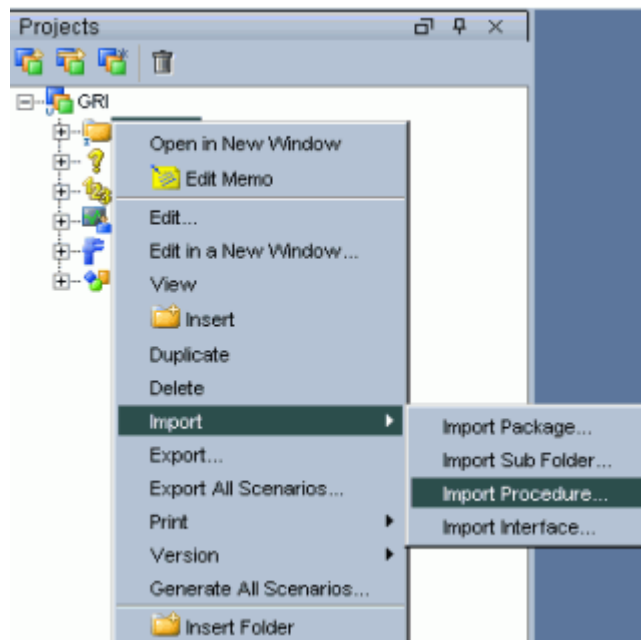 Projects
GRI
Open in New Window
Edit Memo
Edit...
Edit in a New Window...
View
Insert
Duplicate
Delete
Import
Import Package...
Export...
Import Sub Folder...
Export All Scenarios...
Import Procedure...
Print
Import Interface...
Version
Generate All Scenarios...
Insert Folder